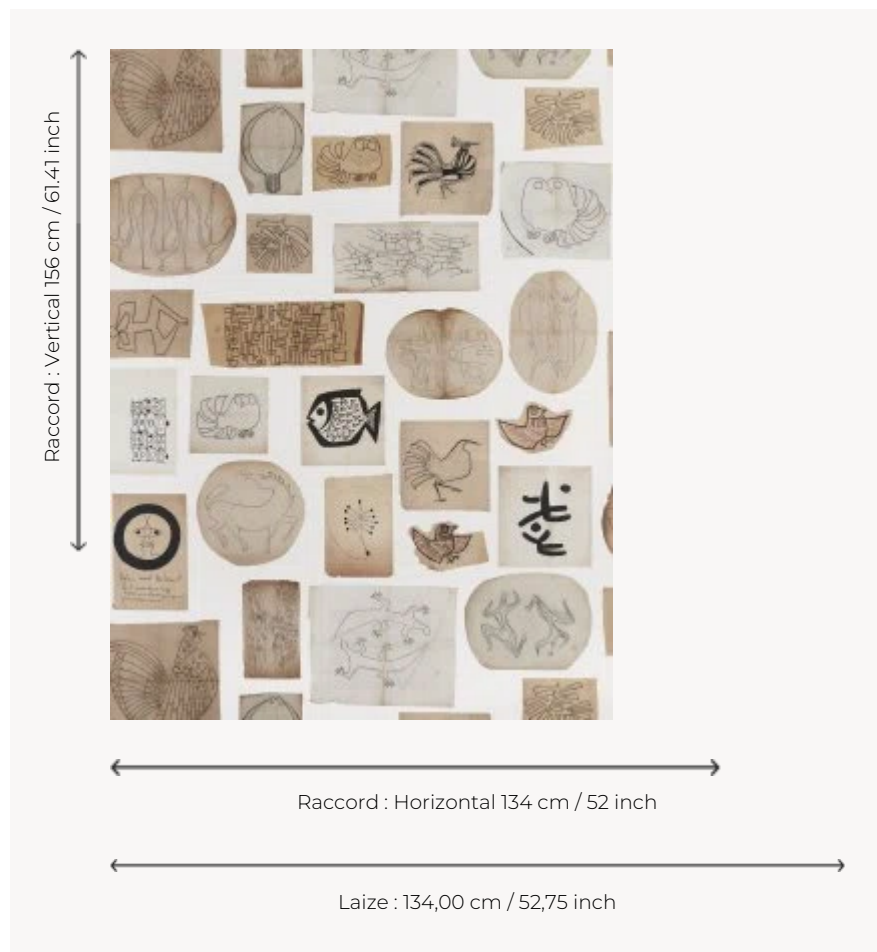 Raccord : Vertical 156 cm / 61.41 inch
Raccord : Horizontal 134 cm / 52 inch
Laize : 134,00 cm / 52,75 inch